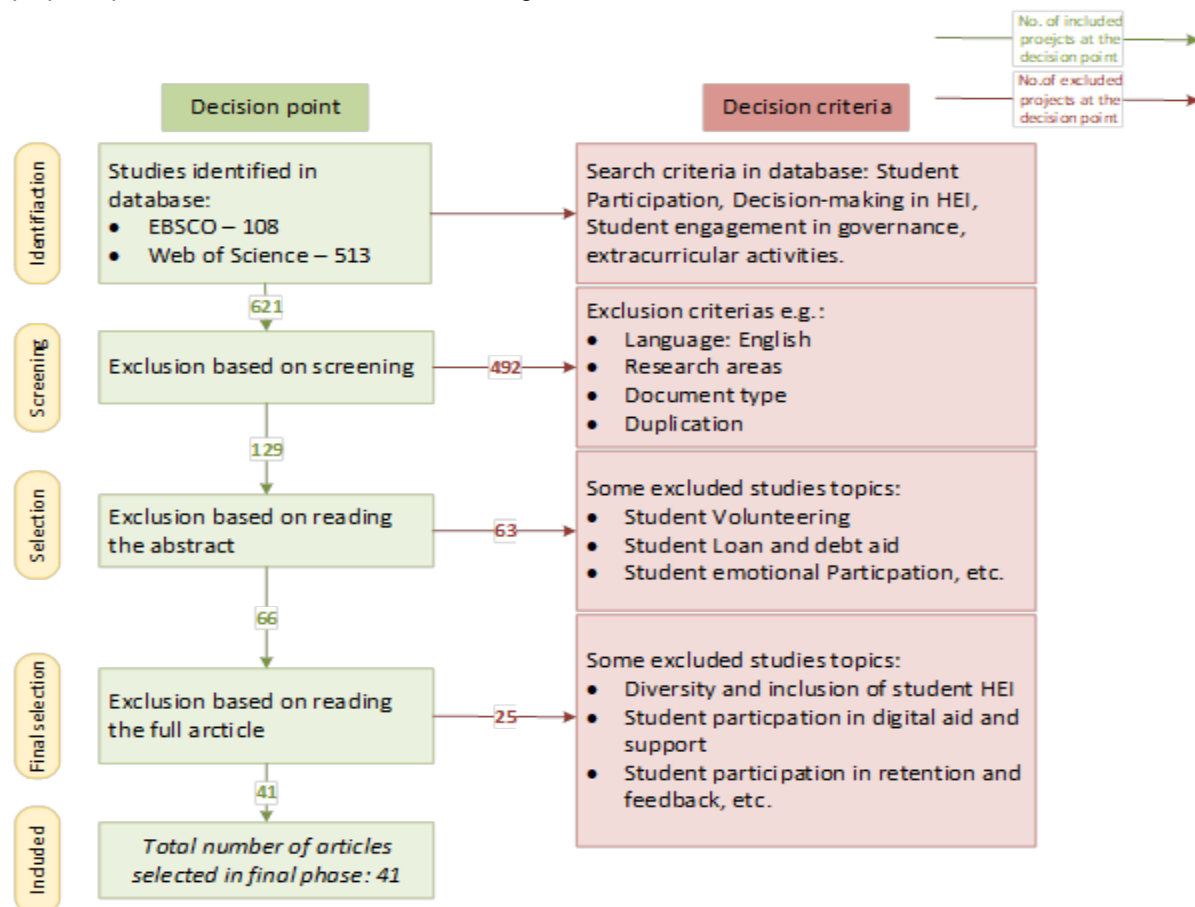 No. of included
proejcts at the
decision point
No.of excluded
projects at the
decision point
Decision point
Decision criteria
Identifiaction
Studies identified in
database:
• EBSCO – 108
• Web of Science – 513
Search criteria in database: Student
Participation, Decision-making in HEI,
Student engagement in governance,
extracurricular activities.
621
Screening
Exclusion based on screening
492
Exclusion criterias e.g.:
• Language: English
• Research areas
• Document type
• Duplication
129
Selection
Exclusion based on reading
the abstract
63
Some excluded studies topics:
• Student Volunteering
• Student Loan and debt aid
• Student emotional Particpation, etc.
66
Final selection
Exclusion based on reading
the full arcticle
25
Some excluded studies topics:
• Diversity and inclusion of student HEI
• Student particpation in digital aid and
support
• Student participation in retention and
feedback, etc.
41
Included
Total number of articles
selected in final phase: 41